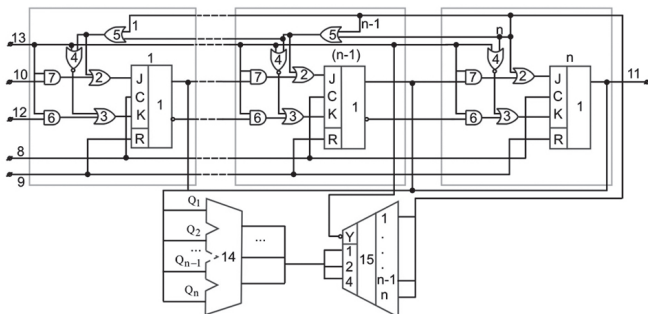 13 1 n-1 n
5 5
4 1 4 (n-1) 4 n
10 7 2 J 7 2 J 7 2 J 11
C 1 C 1 C 1
12 6 3 K 6 3 K 6 3 K
R R R
8
9
Q1
Q2
...
Qn-1
Qn
14
...
Y
1
2
4
15
1
.
.
.
n-1
n